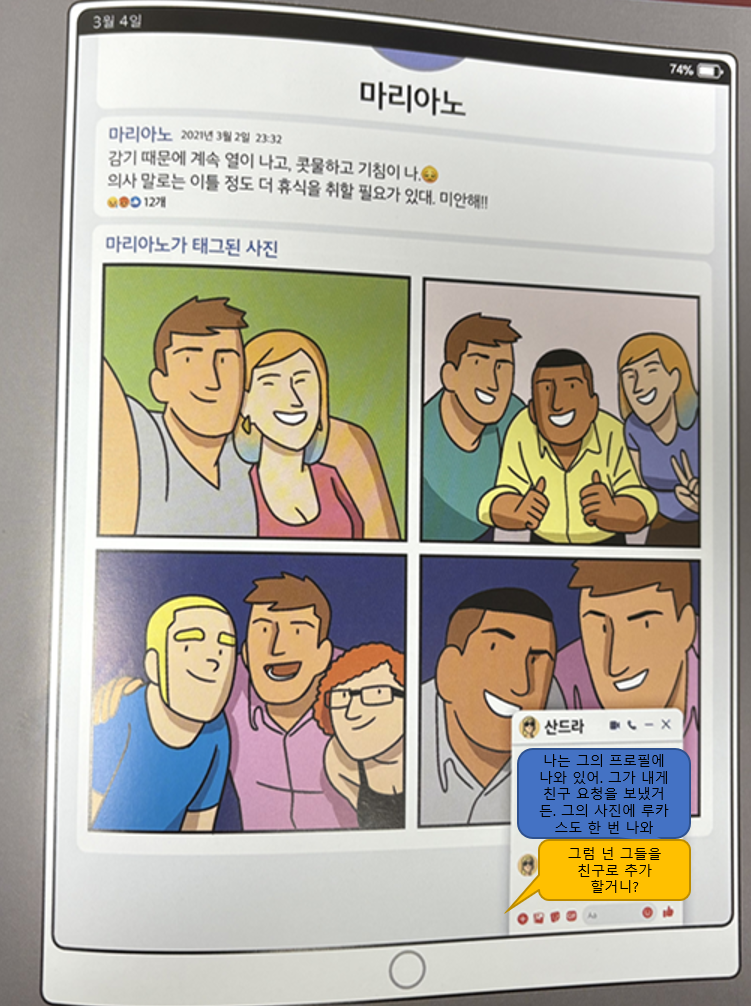 3월 4일
74%
마리아노
마리아노 2021년 3월 2일 23:32
감기 때문에 계속 열이 나고, 콧물하고 기침이 나.
의사 말로는 이틀 정도 더 휴식을 취할 필요가 있대. 미안해!!
12개
마리아노가 태그된 사진
산드라
나는 그의 프로필에
나와 있어. 그가 내게
친구 요청을 보냈거
든. 그의 사진에 루카
스도 한 번 나와
그럼 넌 그들을
친구로 추가
할거니?
Aa